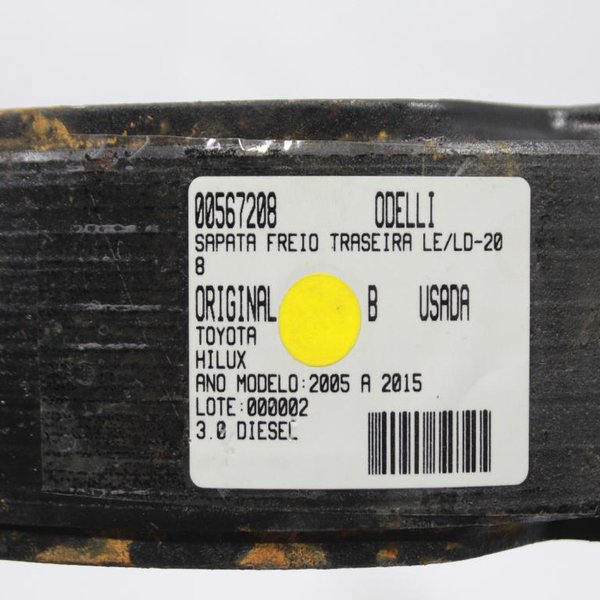 00567208 ODELLI
SAPATA FREIO TRASEIRA LE/LD-20
8
ORIGINAL B USADA
TOYOTA
HILUX
ANO MODELO:2005 A 2015
LOTE:000002
3.0 DIESEL